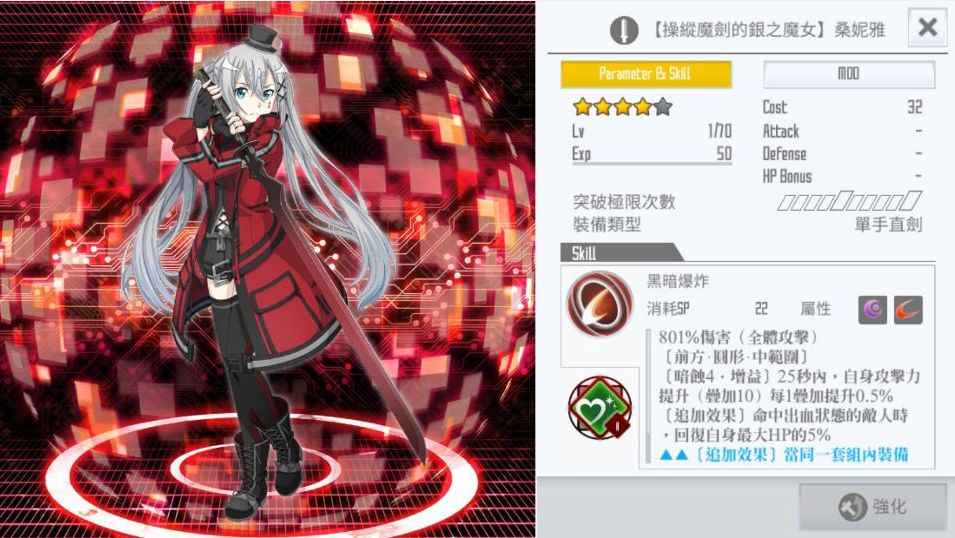 【操縱魔劍的銀之魔女】桑妮雅
Parameter & Skill
MOD
Lv 1/70
Exp 50
Cost 32
Attack -
Defense -
HP Bonus -
突破極限次數
裝備類型 單手直劍
Skill
黑暗爆炸
消耗SP 22 屬性
801%傷害（全體攻擊）
〔前方·圓形·中範圍〕
〔暗蝕4·增益〕25秒內，自身攻擊力
提升（疊加10）每1疊加提升0.5%
〔追加效果〕命中出血狀態的敵人時
，回復自身最大HP的5%
▲▲〔追加效果〕當同一套組內裝備
II
強化